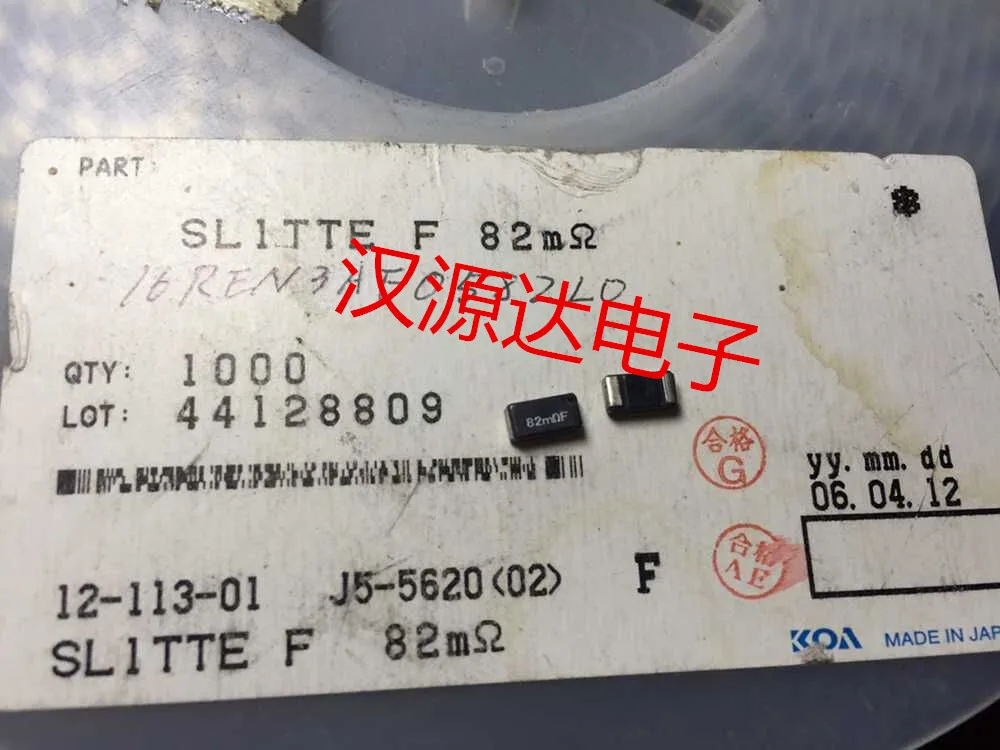 PART:
SL1TTE F 82mΩ
汉源达电子
QTY: 1000
LOT: 44128809
82mΩF
合格
G
yy.mm.dd
06.04.12
合格
AE
12-113-01 J5-5620(02) F
SL1TTE F 82mΩ
KOA MADE IN JAP